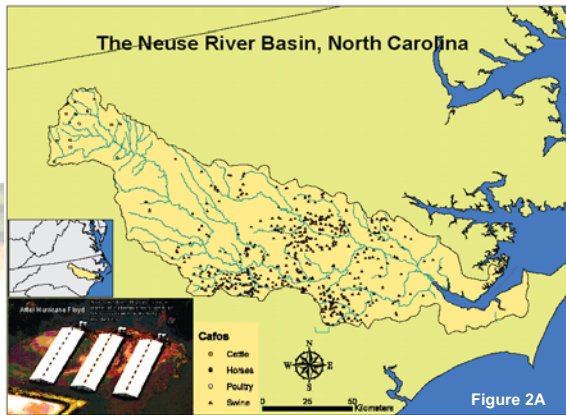 The Neuse River Basin, North Carolina
After Hurricane Floyd
Cafos
Cattle
Horses
Poultry
Swine
N
W E
S
0 25 50
Kilometers
Figure 2A